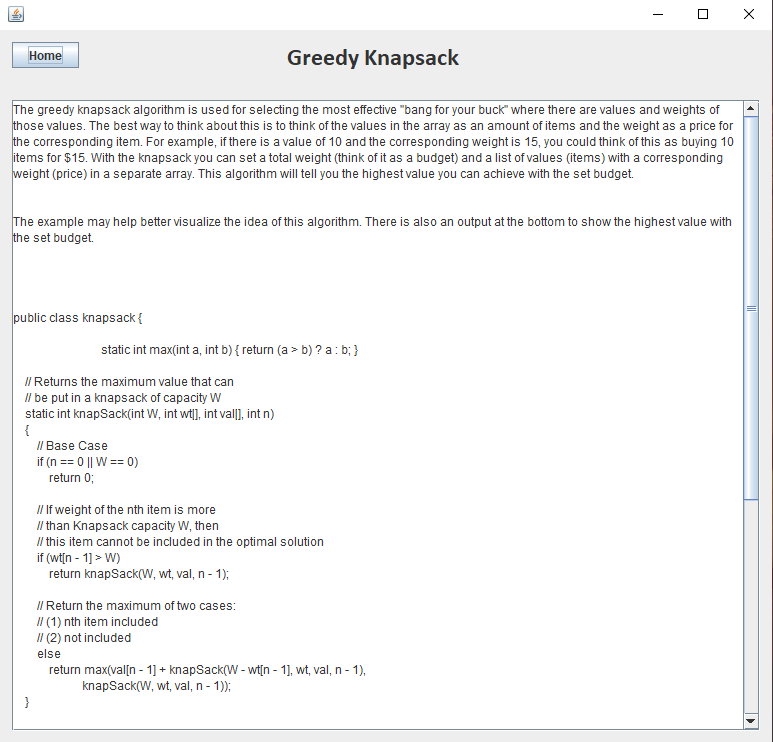 Home
Greedy Knapsack
The greedy knapsack algorithm is used for selecting the most effective "bang for your buck" where there are values and weights of
those values. The best way to think about this is to think of the values in the array as an amount of items and the weight as a price for
the corresponding item. For example, if there is a value of 10 and the corresponding weight is 15, you could think of this as buying 10
items for $15. With the knapsack you can set a total weight (think of it as a budget) and a list of values (items) with a corresponding
weight (price) in a separate array. This algorithm will tell you the highest value you can achieve with the set budget.
The example may help better visualize the idea of this algorithm. There is also an output at the bottom to show the highest value with
the set budget.
public class knapsack {
static int max(int a, int b) { return (a > b) ? a : b; }
// Returns the maximum value that can
// be put in a knapsack of capacity W
static int knapSack(int W, int wt[], int val[], int n)
{
// Base Case
if (n == 0 || W == 0)
return 0;
// If weight of the nth item is more
// than Knapsack capacity W, then
// this item cannot be included in the optimal solution
if (wt[n - 1] > W)
return knapSack(W, wt, val, n - 1);
// Return the maximum of two cases:
// (1) nth item included
// (2) not included
else
return max(val[n - 1] + knapSack(W - wt[n - 1], wt, val, n - 1),
knapSack(W, wt, val, n - 1));
}